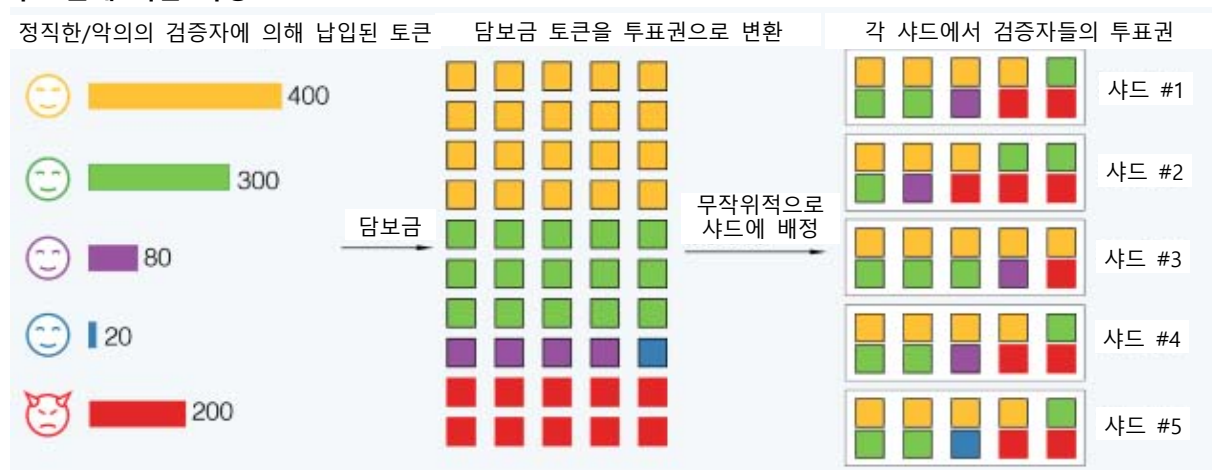 정직한/악의의 검증자에 의해 납입된 토큰
담보금 토큰을 투표권으로 변환
각 샤드에서 검증자들의 투표권
400
300
80
20
200
담보금
무작위적으로
샤드에 배정
샤드 #1
샤드 #2
샤드 #3
샤드 #4
샤드 #5